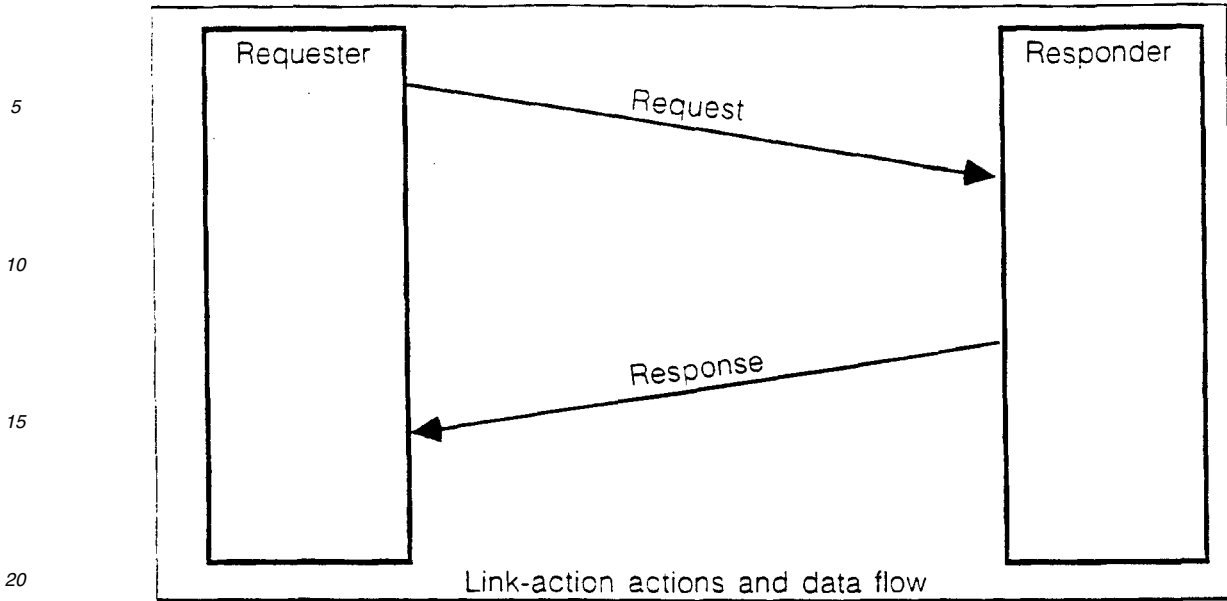 Requester
Responder
5
Request
10
Response
15
20
Link-action actions and data flow